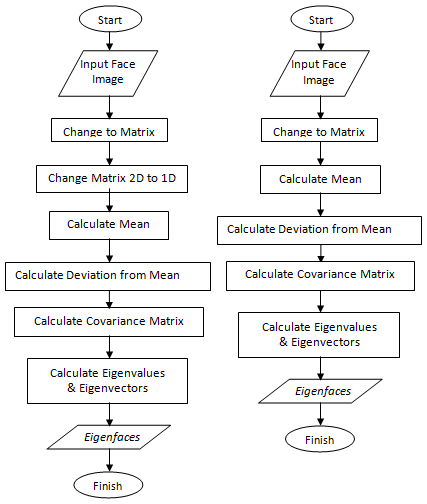 Start
Input Face
Image
Change to Matrix
Change Matrix 2D to 1D
Calculate Mean
Calculate Deviation from Mean
Calculate Covariance Matrix
Calculate Eigenvalues
& Eigenvectors
Eigenfaces
Finish
Start
Input Face
Image
Change to Matrix
Calculate Mean
Calculate Deviation from Mean
Calculate Covariance Matrix
Calculate Eigenvalues
& Eigenvectors
Eigenfaces
Finish